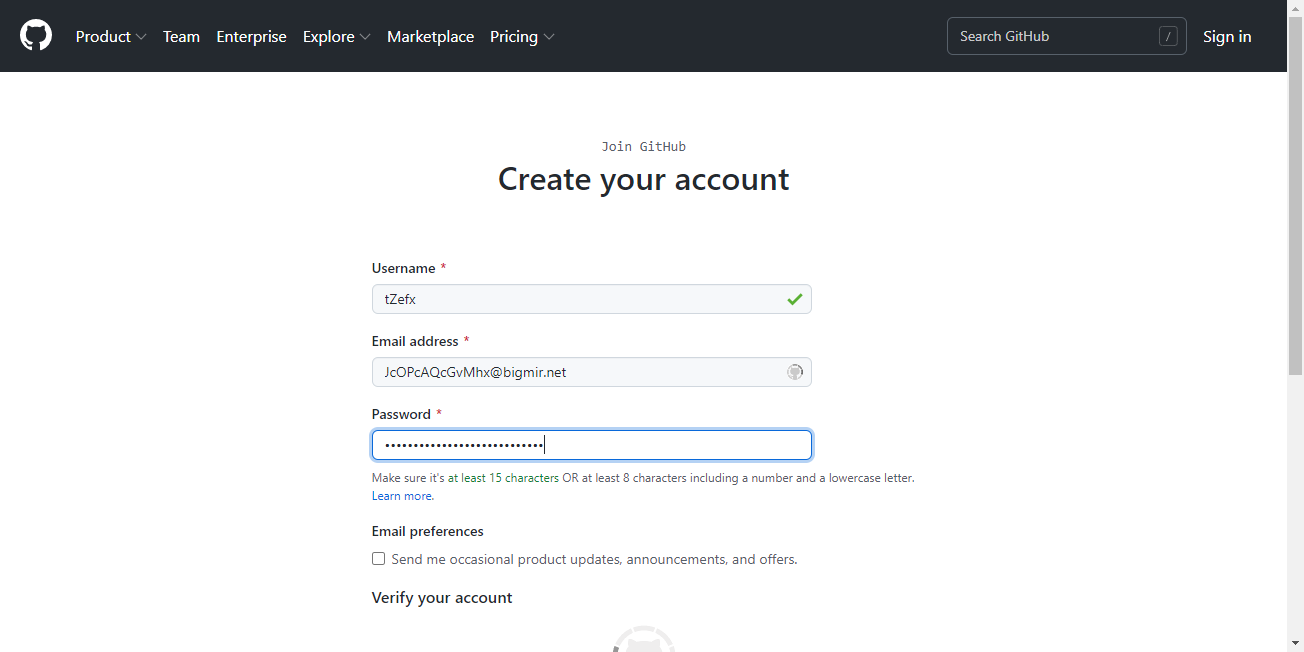 Product Team Enterprise Explore Marketplace Pricing Search GitHub / Sign in
Join GitHub
Create your account
Username *
tZefx
Email address *
JcOPcAQcGvMhx@bigmir.net
Password *
Make sure it's at least 15 characters OR at least 8 characters including a number and a lowercase letter.
Learn more.
Email preferences
Send me occasional product updates, announcements, and offers.
Verify your account